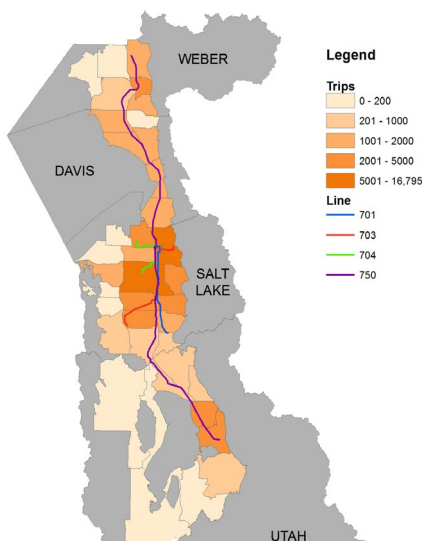 WEBER
DAVIS
SALT
LAKE
UTAH
Legend
Trips
0 - 200
201 - 1000
1001 - 2000
2001 - 5000
5001 - 16,795
Line
701
703
704
750